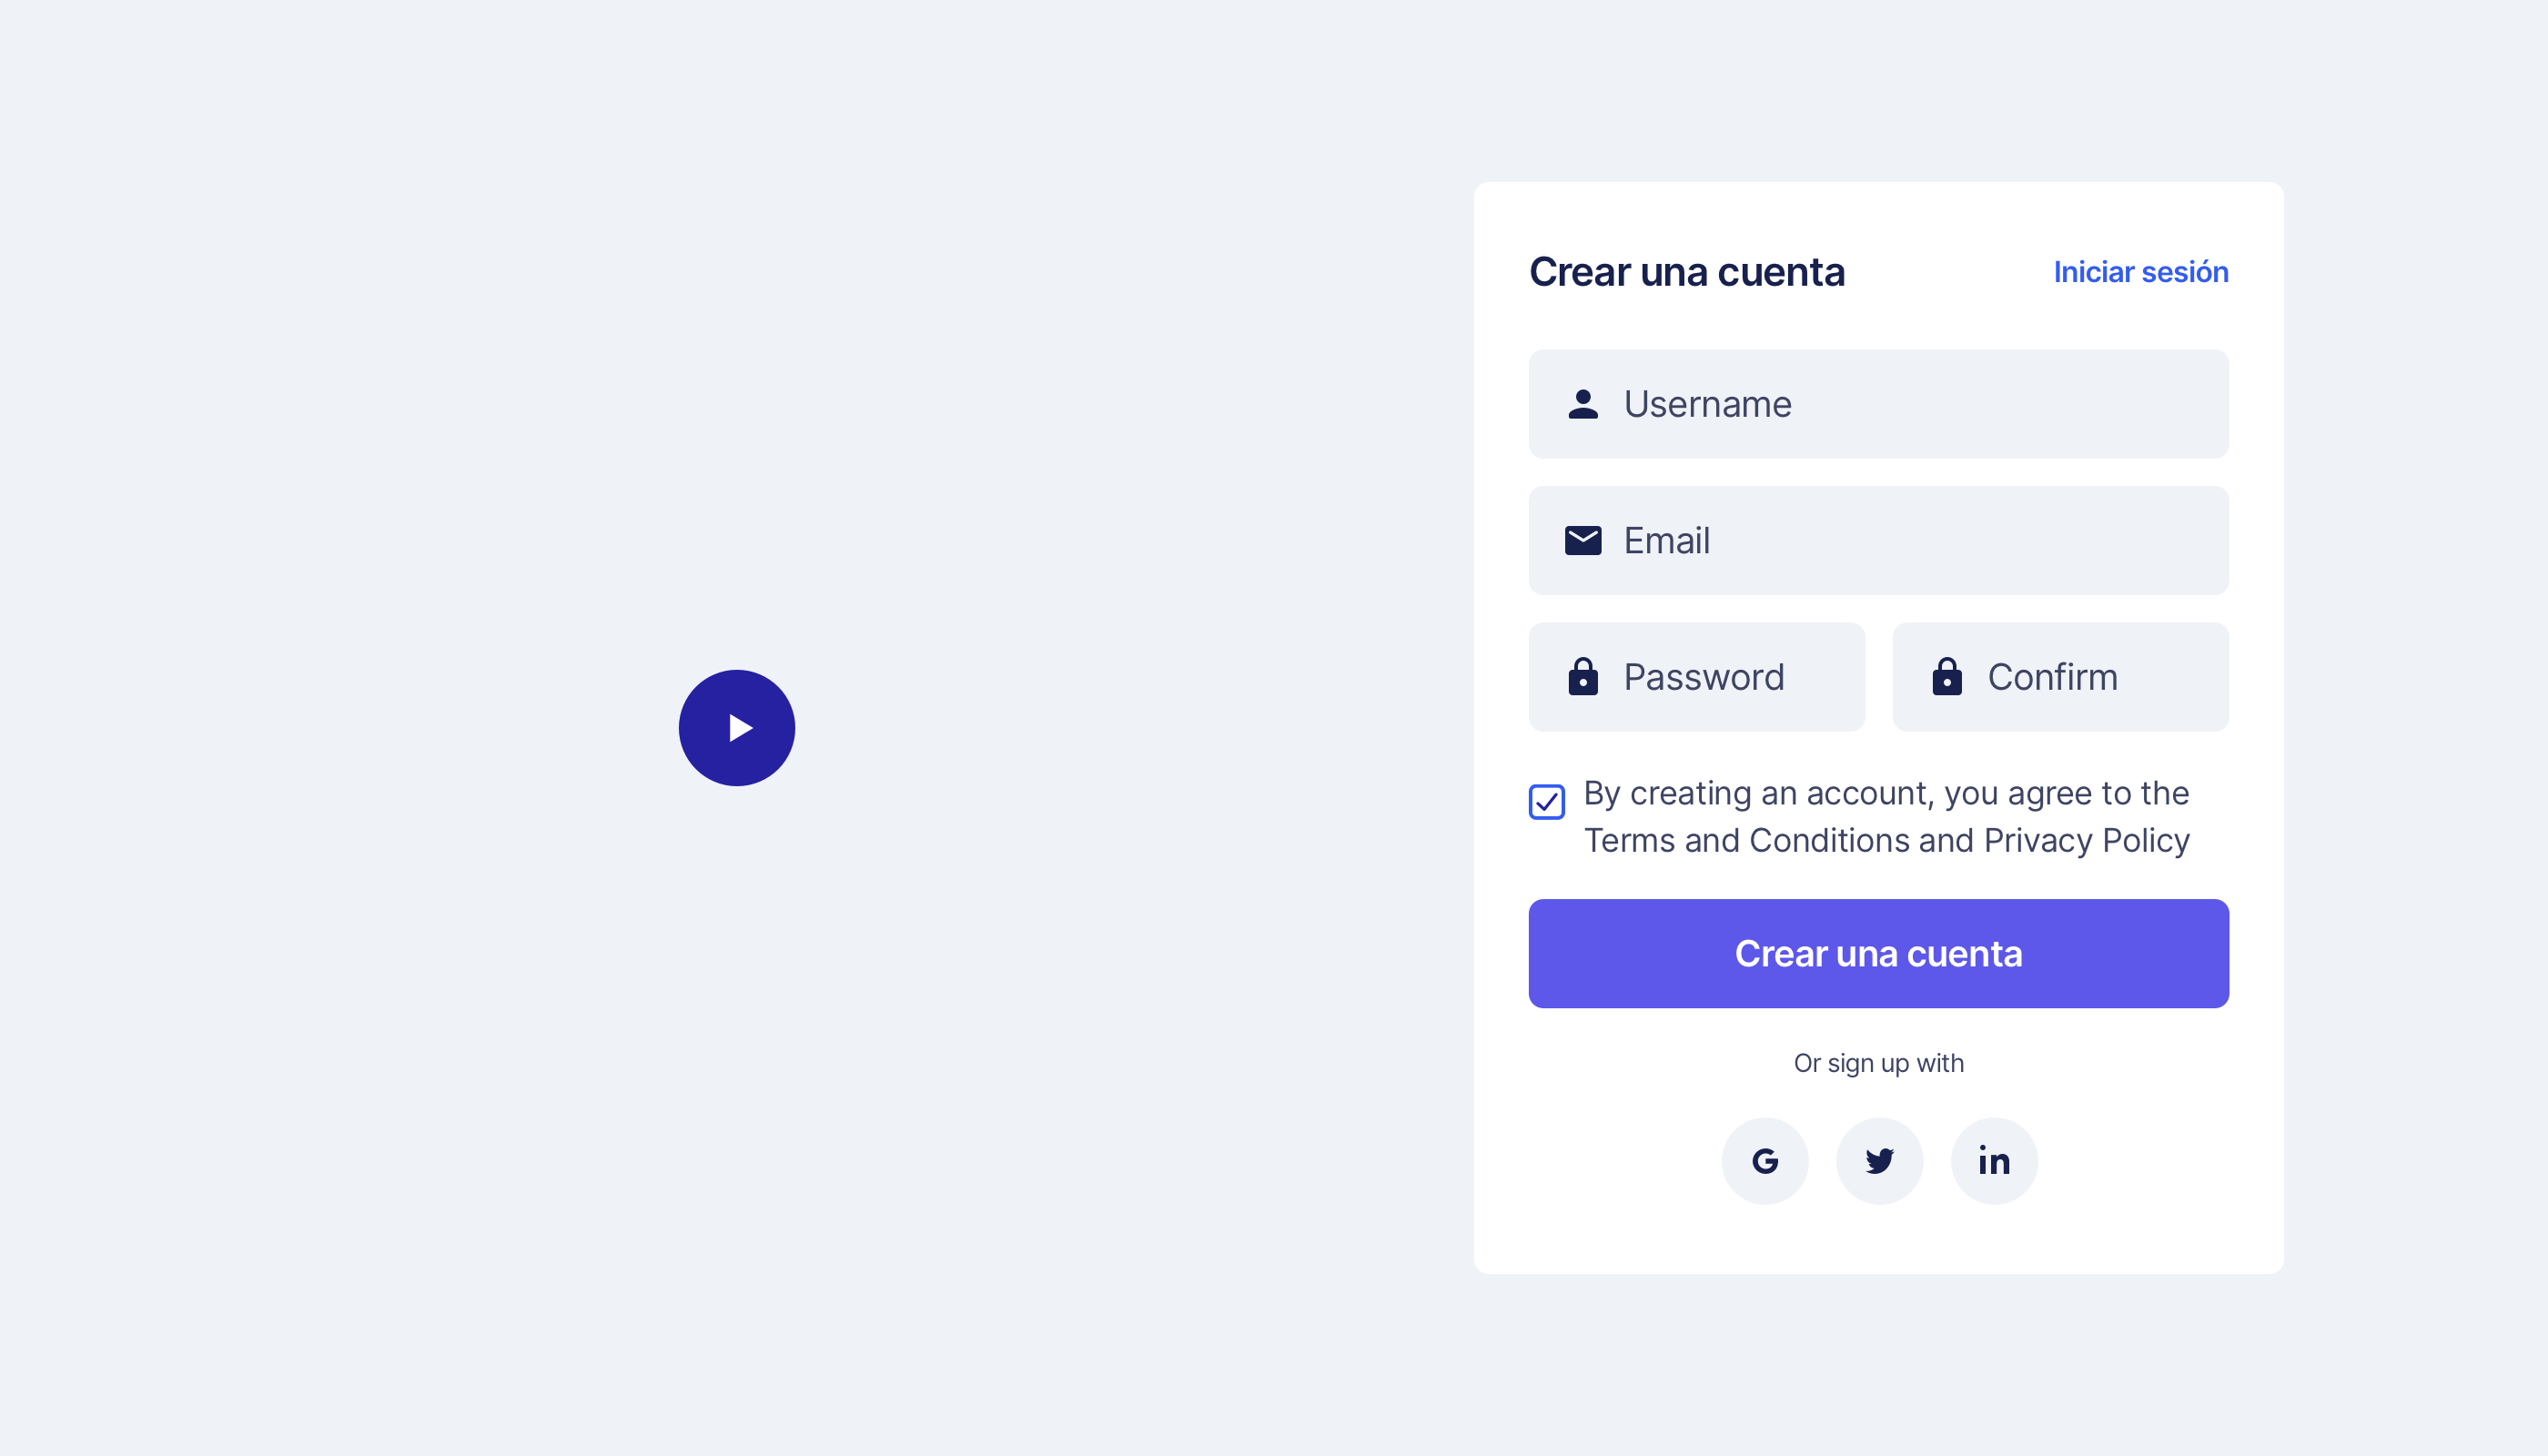 Crear una cuenta
Iniciar sesión
Username
Email
Password
Confirm
By creating an account, you agree to the
Terms and Conditions and Privacy Policy
Crear una cuenta
Or sign up with
G
in